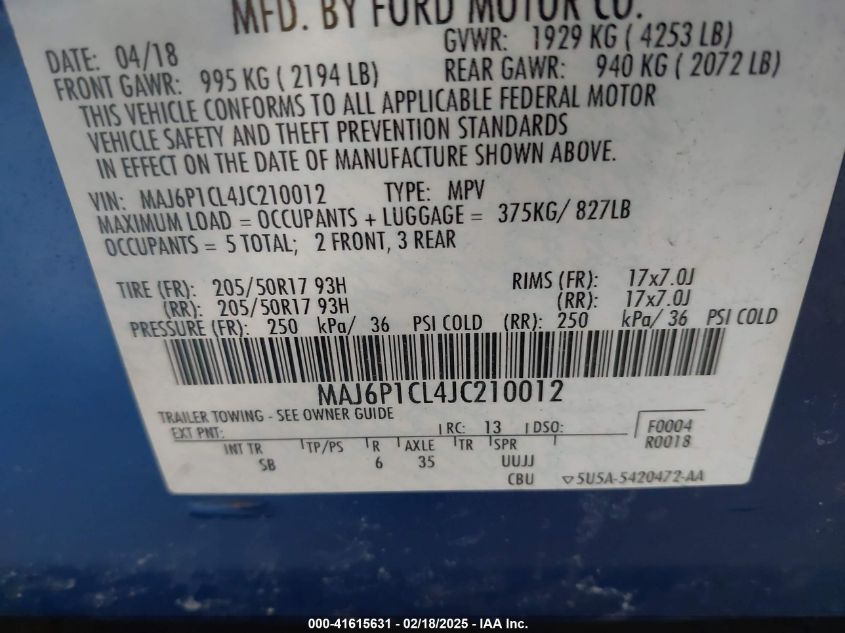 MFD. BY FORD MOTOR CO.
DATE: 04/18 GVWR: 1929 KG ( 4253 LB)
FRONT GAWR: 995 KG ( 2194 LB) REAR GAWR: 940 KG ( 2072 LB)
THIS VEHICLE CONFORMS TO ALL APPLICABLE FEDERAL MOTOR
VEHICLE SAFETY AND THEFT PREVENTION STANDARDS
IN EFFECT ON THE DATE OF MANUFACTURE SHOWN ABOVE.
VIN: MAJ6P1CL4JC210012 TYPE: MPV
MAXIMUM LOAD = OCCUPANTS + LUGGAGE = 375KG/ 827LB
OCCUPANTS = 5 TOTAL; 2 FRONT, 3 REAR
TIRE (FR): 205/50R17 93H RIMS (FR): 17x7.0J
(RR): 205/50R17 93H (RR): 17x7.0J
PRESSURE (FR): 250 kPa/ 36 PSI COLD (RR): 250 kPa/ 36 PSI COLD
MAJ6P1CL4JC210012
TRAILER TOWING - SEE OWNER GUIDE
EXT PNT: RC: 13 DSO: F0004
R0018
INT TR TP/PS R AXLE TR SPR
SB 6 35 UUJJ
CBU 5U5A-5420472-AA
000-41615631 - 02/18/2025 - IAA Inc.